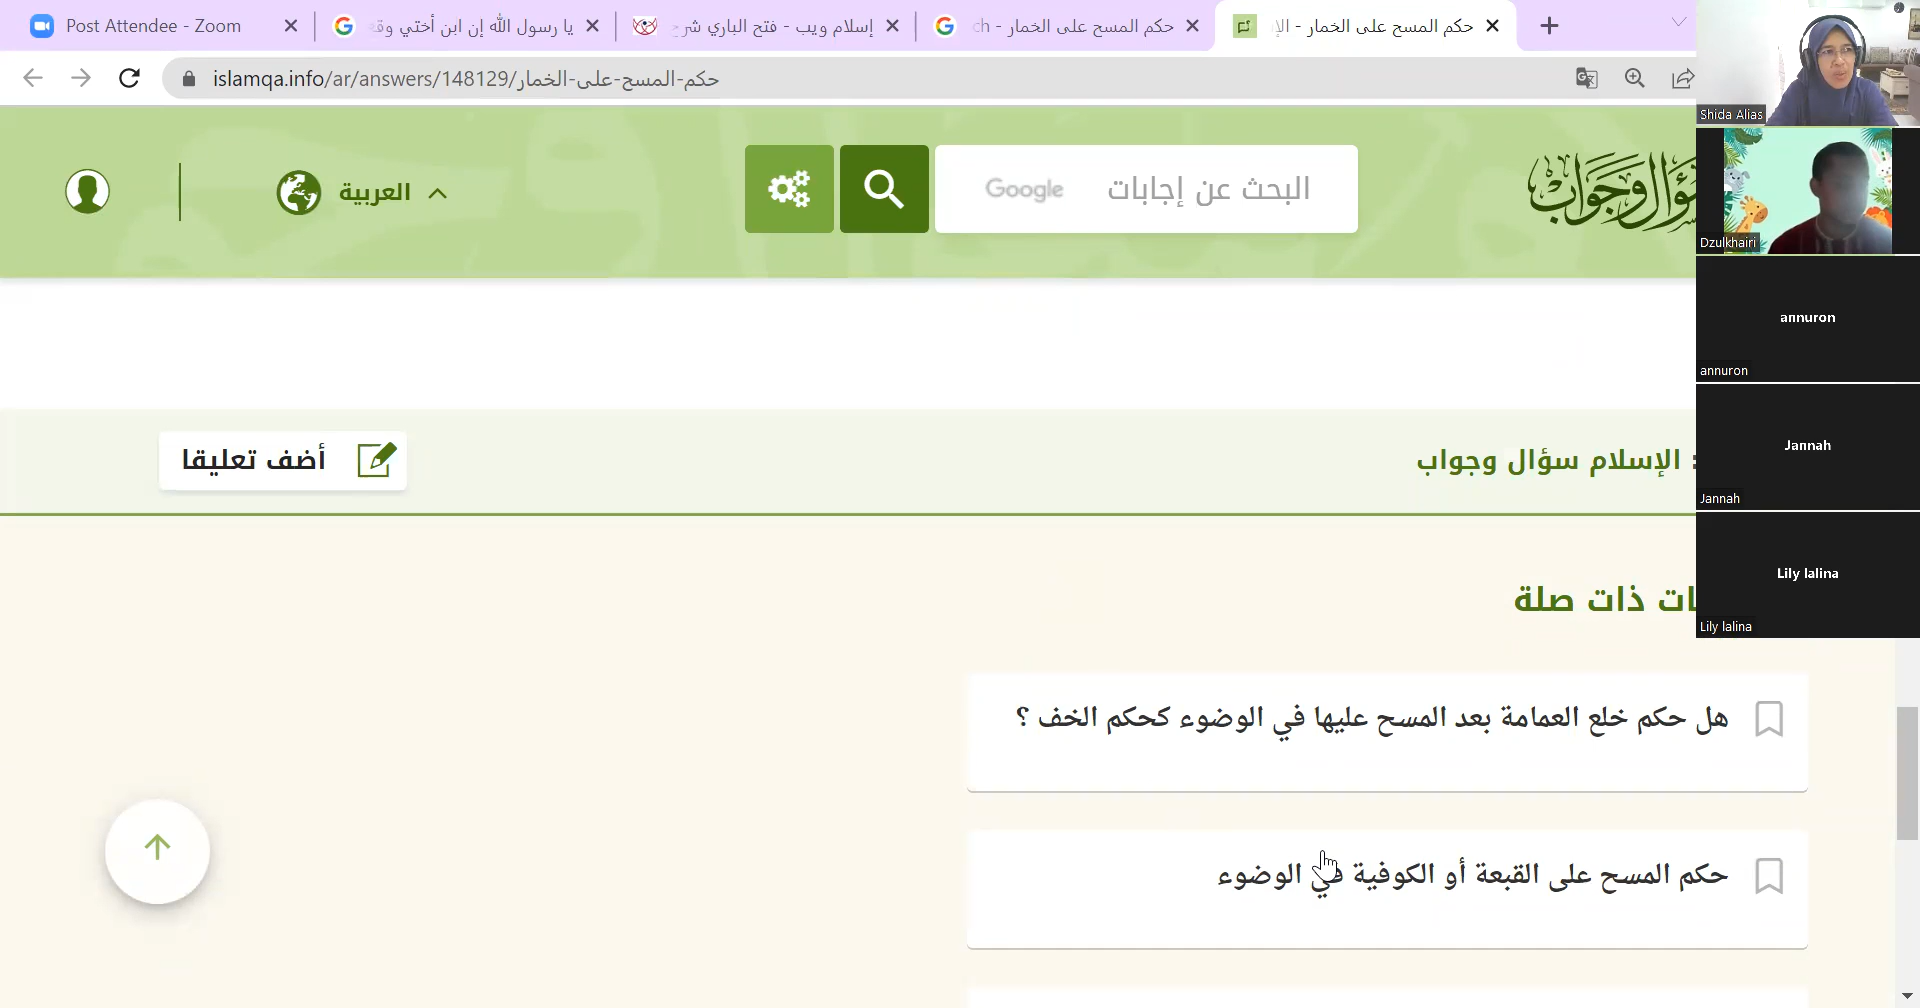 Post Attendee - Zoom
يا رسول الله إن ابن أختي وق
إسلام ويب - فتح الباري شرح
حكم المسح على الخمار - ch
حكم المسح على الخمار - الإ
islamqa.info/ar/answers/148129/حكم-المسح-على-الخمار
العربية
البحث عن إجابات
Google
سؤال وجواب
أضف تعليقا
: الإسلام سؤال وجواب
ات ذات صلة
هل حكم خلع العمامة بعد المسح عليها في الوضوء كحكم الخف ؟
حكم المسح على القبعة أو الكوفية في الوضوء
Shida Alias
Dzulkhairi
annuron
annuron
Jannah
Jannah
Lily lalina
Lily lalina